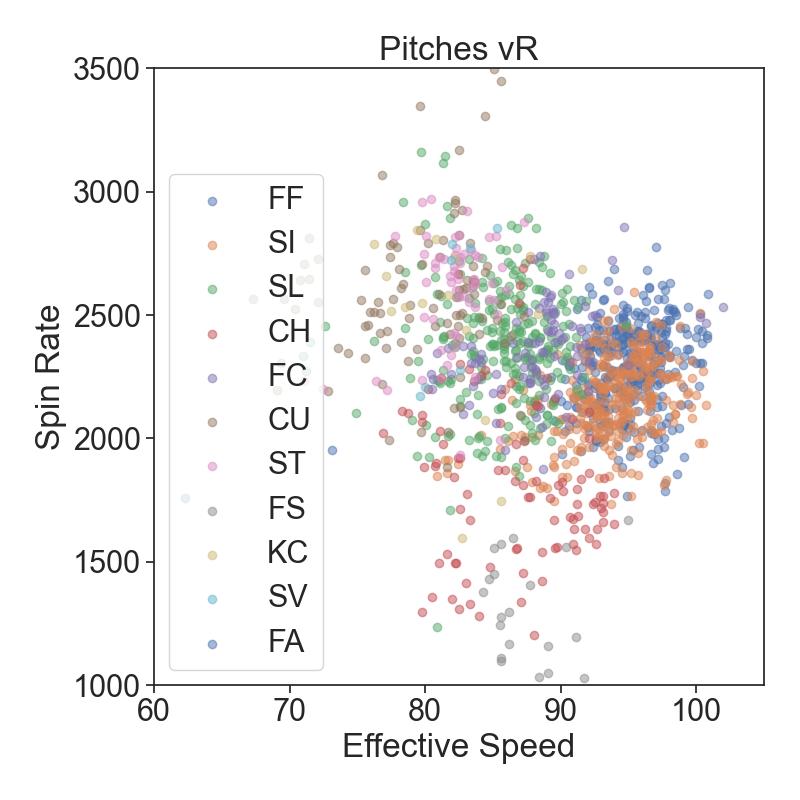 Pitches vR
3500
3000
2500
2000
1500
1000
Spin Rate
FF
SI
SL
CH
FC
CU
ST
FS
KC
SV
FA
60 70 80 90 100
Effective Speed